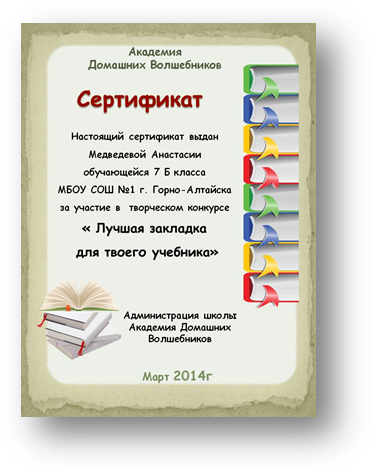 Академия
Домашних Волшебников
Сертификат
Настоящий сертификат выдан
Медведевой Анастасии
обучающейся 7 Б класса
МБОУ СОШ №1 г. Горно-Алтайска
за участие в творческом конкурсе
« Лучшая закладка
для твоего учебника»
Администрация школы
Академия Домашних
Волшебников
Март 2014г.